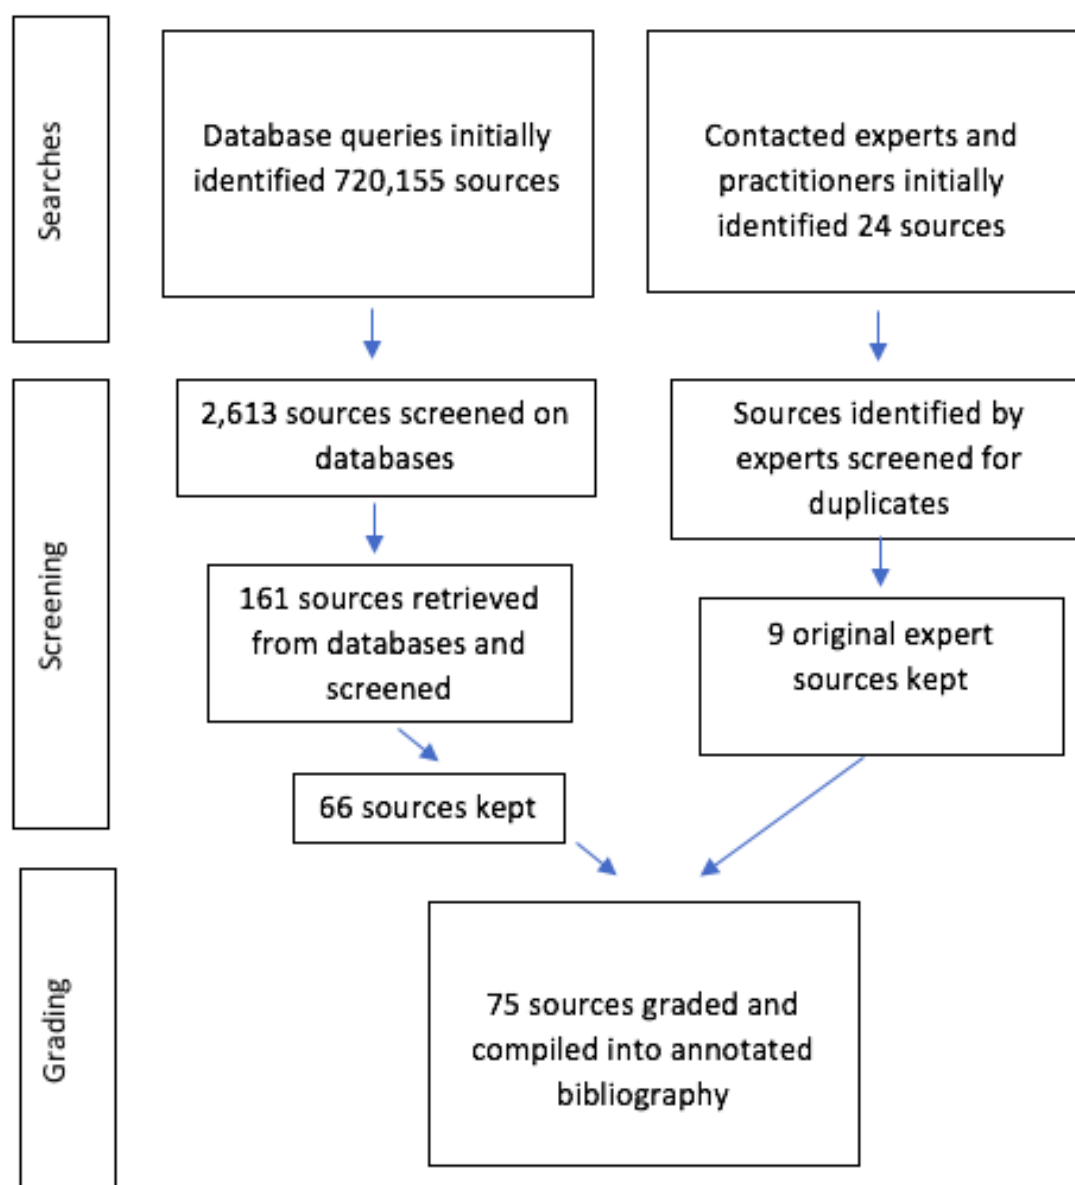 Searches
Database queries initially
identified 720,155 sources
Contacted experts and
practitioners initially
identified 24 sources
Screening
2,613 sources screened on
databases
Sources identified by
experts screened for
duplicates
161 sources retrieved
from databases and
screened
9 original expert
sources kept
66 sources kept
Grading
75 sources graded and
compiled into annotated
bibliography